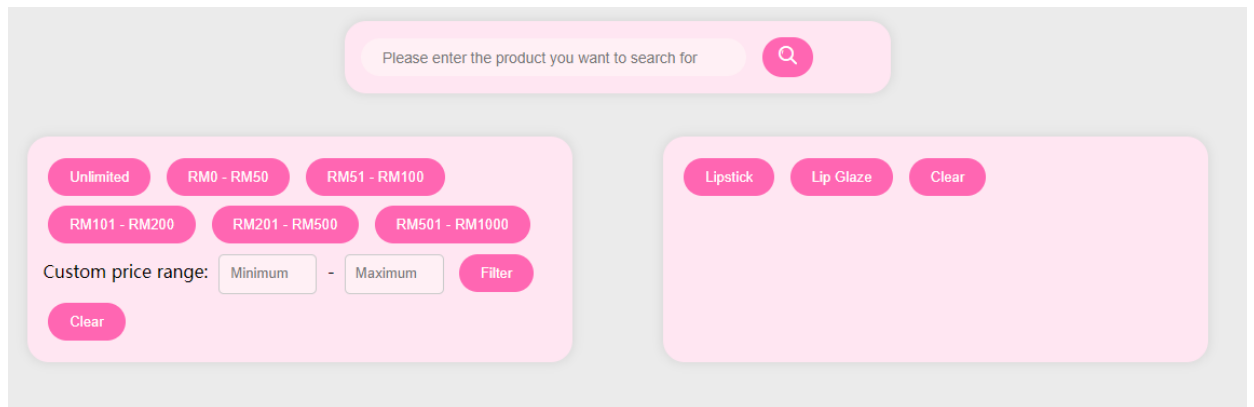 Please enter the product you want to search for
Unlimited RM0 - RM50 RM51 - RM100
RM101 - RM200 RM201 - RM500 RM501 - RM1000
Custom price range: Minimum - Maximum Filter
Clear
Lipstick Lip Glaze Clear